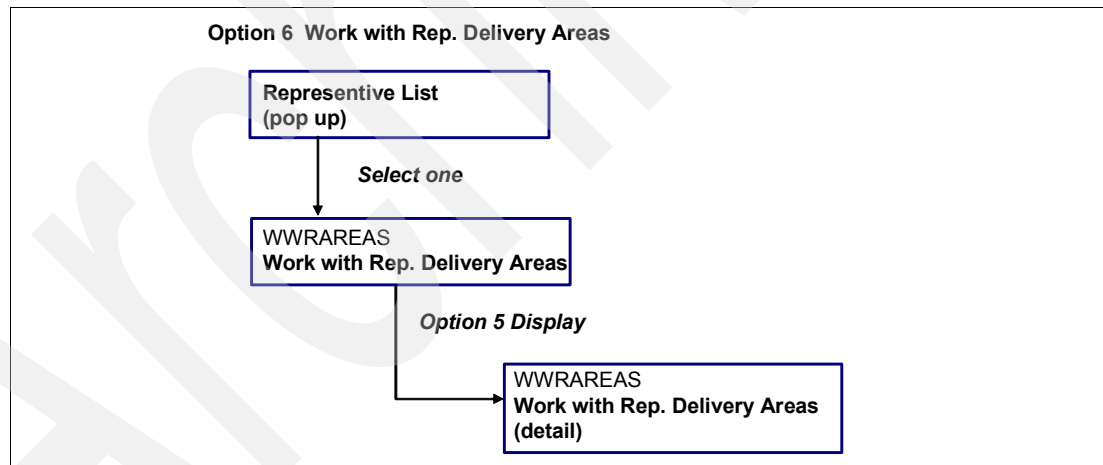 Option 6 Work with Rep. Delivery Areas
Representive List
(pop up)
Select one
WWRAREAS
Work with Rep. Delivery Areas
Option 5 Display
WWRAREAS
Work with Rep. Delivery Areas
(detail)